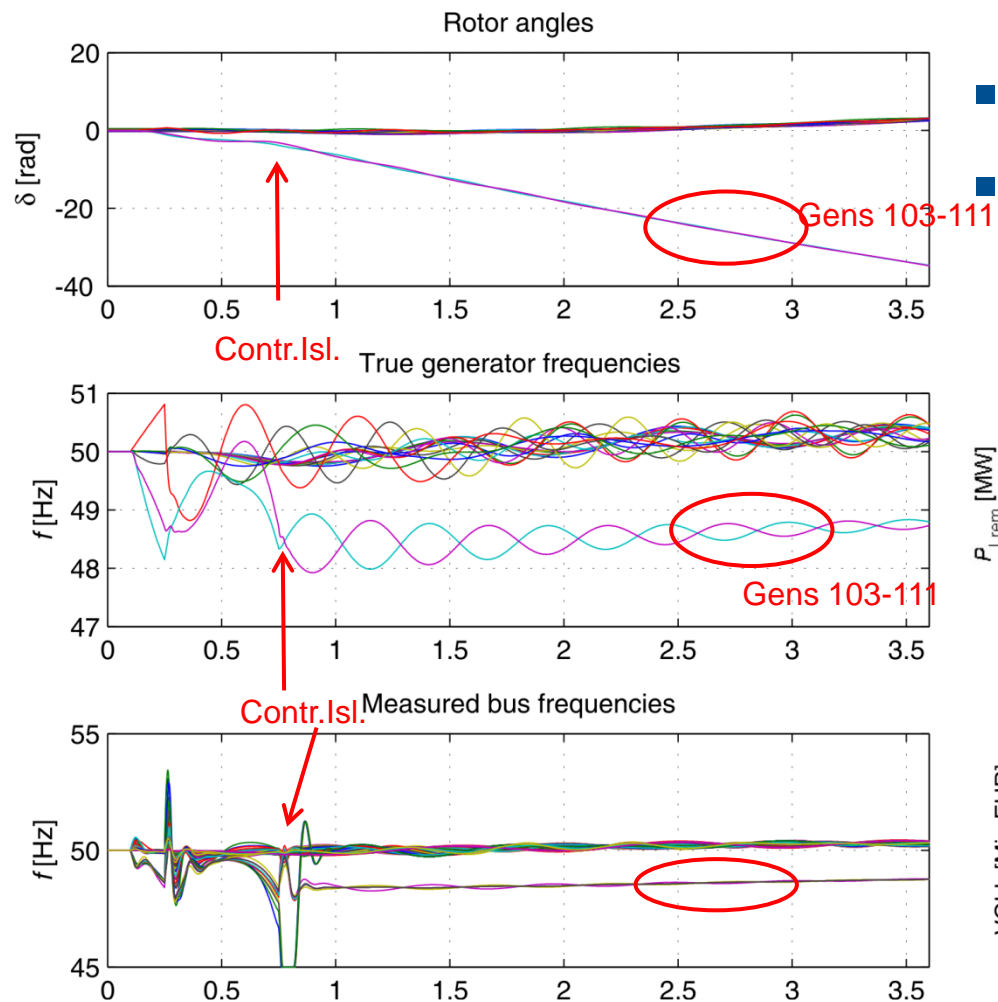 Rotor angles
20
0
-20
-40
δ [rad]
0 0.5 1 1.5 2 2.5 3 3.5
Gens 103-111
Contr.Isl.
True generator frequencies
51
50
49
48
47
f [Hz]
0 0.5 1 1.5 2 2.5 3 3.5
Gens 103-111
Contr.Isl.
Measured bus frequencies
55
50
45
f [Hz]
0 0.5 1 1.5 2 2.5 3 3.5
[MW]